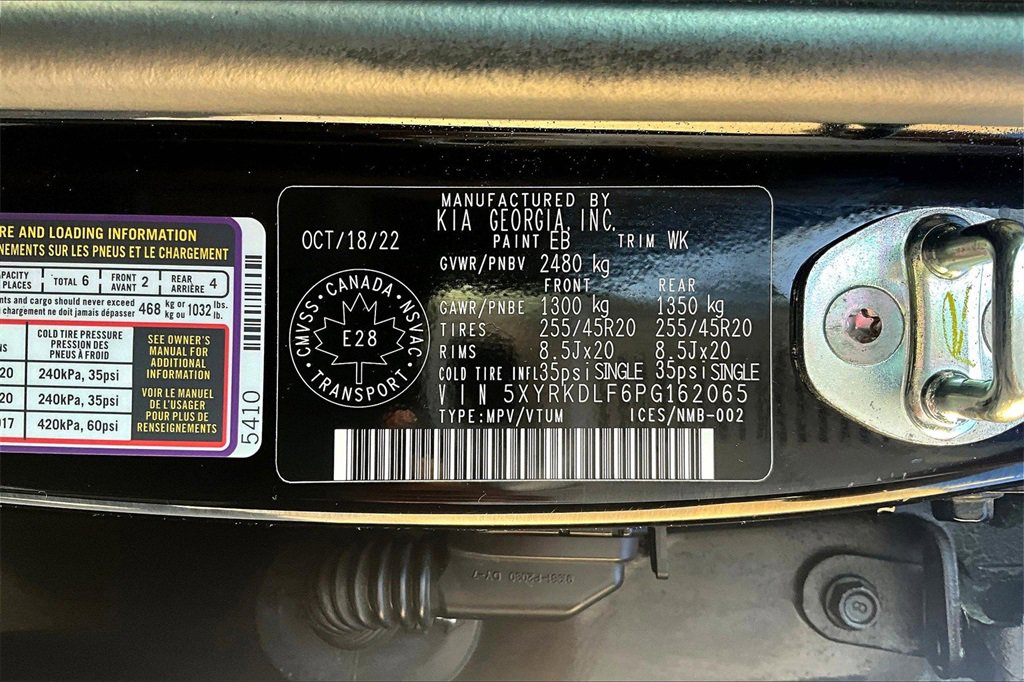 RE AND LOADING INFORMATION
NEMENTS SUR LES PNEUS ET LE CHARGEMENT
APACITY
PLACES
TOTAL 6
FRONT
AVANT 2
REAR
ARRIÈRE 4
nts and cargo should never exceed
chargement ne doit jamais dépasser
468 kg or 1032 lbs.
kg ou lb.
COLD TIRE PRESSURE
PRESSION DES
PNEUS À FROID
20 240kPa, 35psi
20 240kPa, 35psi
017 420kPa, 60psi
SEE OWNER'S
MANUAL FOR
ADDITIONAL
INFORMATION
VOIR LE MANUEL
DE L'USAGER
POUR PLUS DE
RENSEIGNEMENTS
5410
MANUFACTURED BY
KIA GEORGIA, INC.
OCT/18/22
PAINT EB TRIM WK
GVWR/PNBV 2480 kg
FRONT REAR
GAWR/PNBE 1300 kg 1350 kg
TIRES 255/45R20 255/45R20
RIMS 8.5Jx20 8.5Jx20
COLD TIRE INFL 35psi SINGLE 35psi SINGLE
VIN 5XYRKDLF6PG162065
TYPE:MPV/VTUM ICES/NMB-002
CMVSS · CANADA · NSVAC
E28
TRANSPORT
8